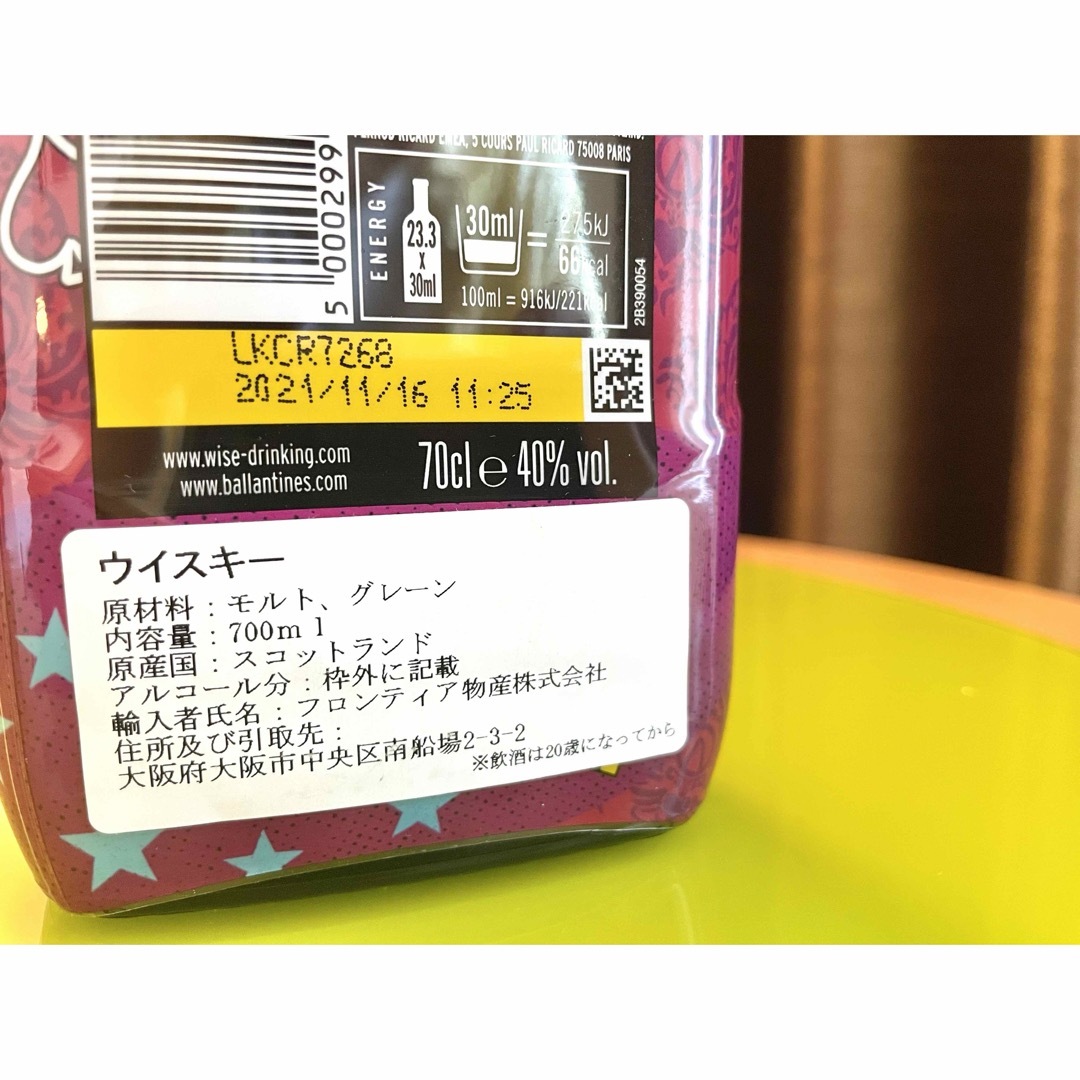 RICARD EMEA, 5 COURS PAUL RICARD 75008 PARIS
5 000299
ENERGY
23.3
x
30ml
30ml
=
275kJ
66kcal
100ml = 916kJ/221kcal
2B390054
LKCR7268
2021/11/16 11:25
www.wise-drinking.com
www.ballantines.com
70cl e 40% vol.
ウイスキー
原材料：モルト、グレーン
内容量：700ml
原産国：スコットランド
アルコール分：枠外に記載
輸入者氏名：フロンティア物産株式会社
住所及び引取先：
大阪府大阪市中央区南船場2-3-2
※飲酒は20歳になってから